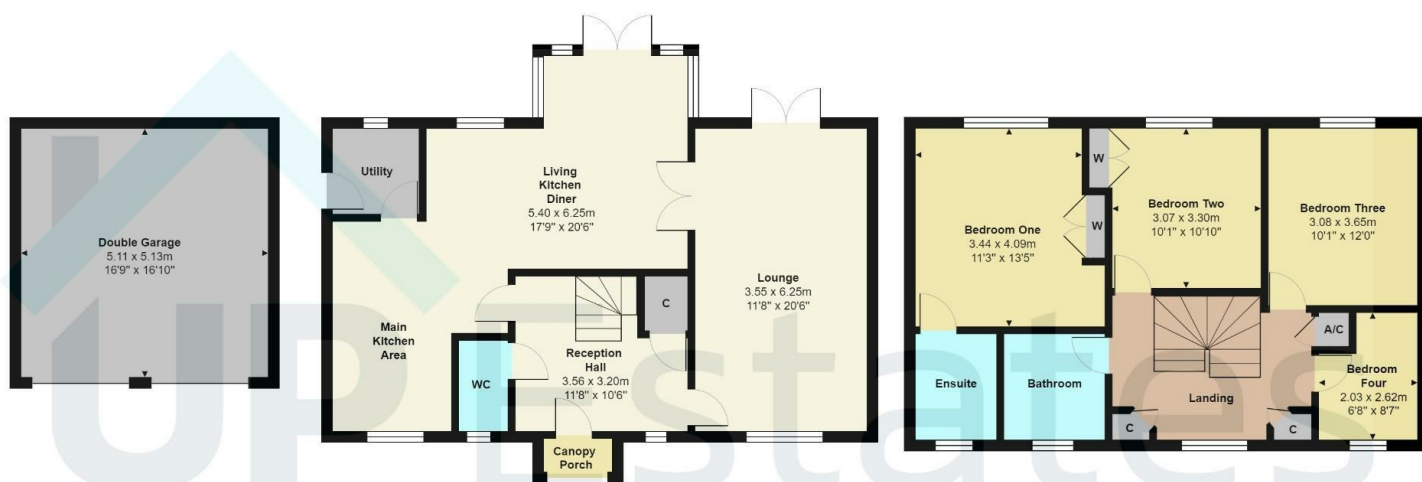 Double Garage
5.11 x 5.13m
16'9" x 16'10"
Utility
Living
Kitchen
Diner
5.40 x 6.25m
17'9" x 20'6"
Main
Kitchen
Area
WC
Reception
Hall
3.56 x 3.20m
11'8" x 10'6"
C
Canopy
Porch
Lounge
3.55 x 6.25m
11'8" x 20'6"
Bedroom One
3.44 x 4.09m
11'3" x 13'5"
W
W
Bedroom Two
3.07 x 3.30m
10'1" x 10'10"
Bedroom Three
3.08 x 3.65m
10'1" x 12'0"
Ensuite
Bathroom
Landing
C
C
A/C
Bedroom
Four
2.03 x 2.62m
6'8" x 8'7"
UP Estates